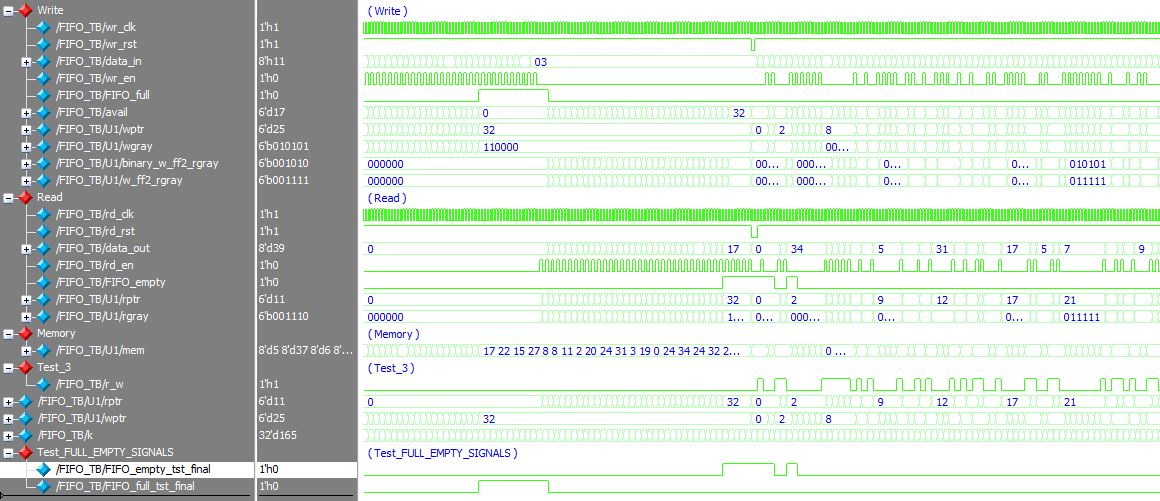 Write (Write)
/FIFO_TB/wr_clk 1'h1
/FIFO_TB/wr_rst 1'h1
/FIFO_TB/data_in 8'h11 03
/FIFO_TB/wr_en 1'h0
/FIFO_TB/FIFO_full 1'h0
/FIFO_TB/avail 6'd17 0 32
/FIFO_TB/U1/wptr 6'd25 32 0 2 8
/FIFO_TB/U1/wgray 6'b010101 110000 00...
/FIFO_TB/U1/binary_w_ff2_rgray 6'b001010 000000 00... 000... 0... 0... 010101
/FIFO_TB/U1/w_ff2_rgray 6'b001111 000000 00... 000... 0... 0... 011111
Read (Read)
/FIFO_TB/rd_clk 1'h1
/FIFO_TB/rd_rst 1'h1
/FIFO_TB/data_out 8'd39 0 17 0 34 5 31 17 5 7 9
/FIFO_TB/rd_en 1'h0
/FIFO_TB/FIFO_empty 1'h0
/FIFO_TB/U1/rptr 6'd11 0 32 0 2 9 12 17 21
/FIFO_TB/U1/rgray 6'b001110 000000 1... 0... 000... 0... 0... 011111
Memory (Memory)
/FIFO_TB/U1/mem 8'd5 8'd37 8'd6 8'... 17 22 15 27 8 8 11 2 20 24 31 3 19 0 24 34 24 32 2... 0...
Test_3 (Test_3)
/FIFO_TB/r_w 1'h1
/FIFO_TB/U1/rptr 6'd11 0 32 0 2 9 12 17 21
/FIFO_TB/U1/wptr 6'd25 32 0 2 8
/FIFO_TB/k 32'd165
Test_FULL_EMPTY_SIGNALS (Test_FULL_EMPTY_SIGNALS)
/FIFO_TB/FIFO_empty_tst_final 1'h0
/FIFO_TB/FIFO_full_tst_final 1'h0